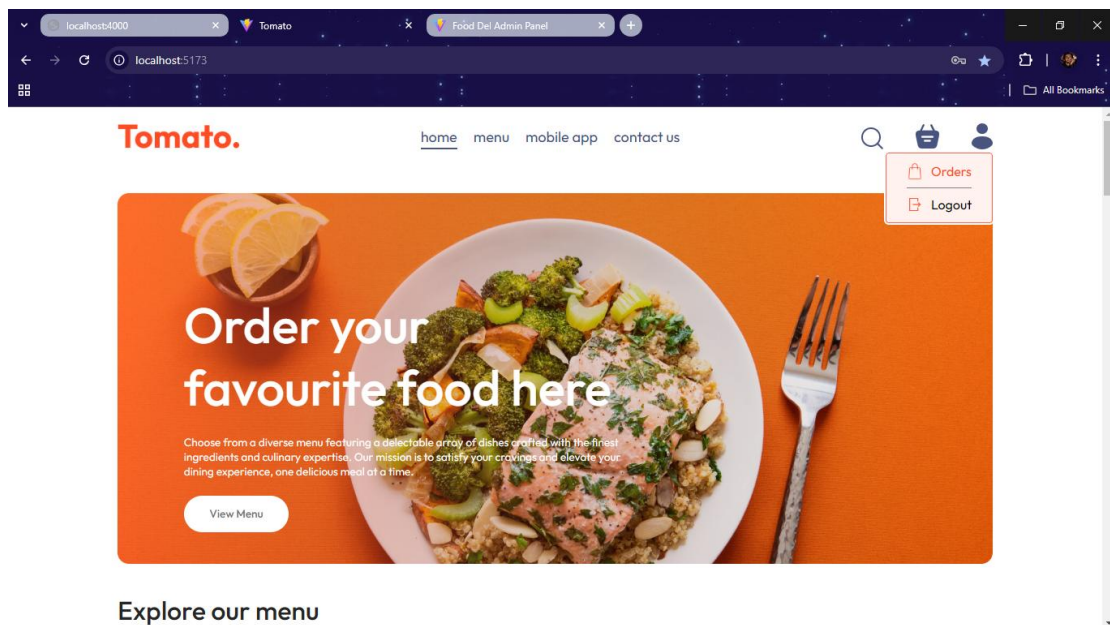 localhost:4000
Tomato
Food Del Admin Panel
localhost:5173
All Bookmarks
Tomato.
home menu mobile app contact us
Orders
Logout
Order your
favourite food here
Choose from a diverse menu featuring a delectable array of dishes crafted with the finest
ingredients and culinary expertise. Our mission is to satisfy your cravings and elevate your
dining experience, one delicious meal at a time.
View Menu
Explore our menu